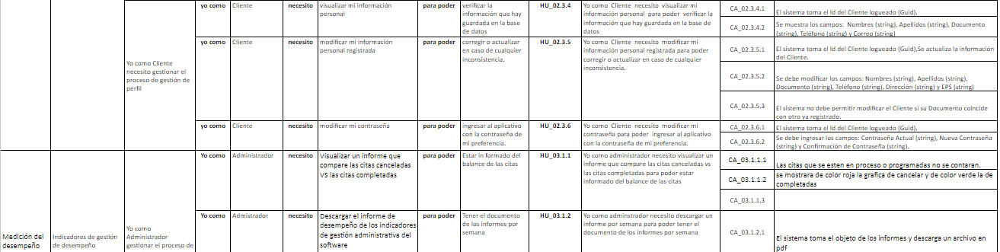 yo como
Cliente
necesito
visualizar mi información
personal
para poder
verificar la
información que hay
guardada en la base
de datos
HU_02.3.4
Yo como  Cliente  necesito  visualizar mi
información personal  para poder  verificar la
información que hay guardada en la base de
datos
CA_02.3.4.1
El sistema toma el Id del Cliente logueado (Guid).
CA_02.3.4.2
Se muestra los campos:  Nombres (string), Apellidos (string), Documento
(string), Teléfono (string) y Correo (string)
Yo como Cliente
necesito gestionar el
proceso de gestión de
perfil
yo como
Cliente
necesito
modificar mi información
personal registrada
para poder
corregir o actualizar
en caso de cualquier
inconsistencia.
HU_02.3.5
Yo como  Cliente  necesito  modificar mi
información personal registrada para poder
corregir o actualizar en caso de cualquier
inconsistencia.
CA_02.3.5.1
El sistema toma el Id del Cliente logueado (Guid),Se actualiza la información
del Cliente.
CA_02.3.5.2
Se debe modificar los campos: Nombres (string), Apellidos (string),
Documento (string), Teléfono (string), Dirección (string) y EPS (string)
CA_02.3.5.3
El sistema no debe permitir modificar el Cliente si su Documento coincide
con otro ya registrado.
yo como
Cliente
necesito
modificar mi contraseña
para poder
ingresar al aplicativo
con la contraseña de
mi preferencia.
HU_02.3.6
Yo como  Cliente  necesito  modificar mi
contraseña para poder  ingresar al aplicativo
con la contraseña de mi preferencia.
CA_02.3.6.1
El sistema toma el Id del Cliente logueado (Guid).
CA_02.3.6.2
Se debe ingresar los campos: Contraseña Actual (string), Nueva Contraseña
(string) y Confirmación de Contraseña (string).
Medición del
desempeño
Indicadores de gestión
de desempeño
Yo como
Administrador
gestionar el proceso de
yo como
Administrador
necesito
Visualizar un informe que
compare las citas canceladas
VS las citas completadas
para poder
Estar in formado del
balance de las citas
HU_03.1.1
Yo como administrador necesito visualizar un
informe que compare las citas canceladas vs
las citas completadas para poder estar
informado del balance de las citas
CA_03.1.1.1
Las citas que se esten en proceso o programadas no se contaran.
CA_03.1.1.2
se mostrara de color roja la grafica de cancelar y de color verde la de
completadas
CA_03.1.1.3
Yo como
Admistrador
necesito
Descargar el informe de
desempeño de los indicadores
de gestión administrativa del
software
para poder
Tener el documento
de los informes por
semana
HU_03.1.2
Yo como adminstrador necesito descargar un
informe por semana para poder tener el
documento de los informes por semana
CA_03.1.2.1
El sistema toma el objeto de los informes y descarga un archivo en
pdf